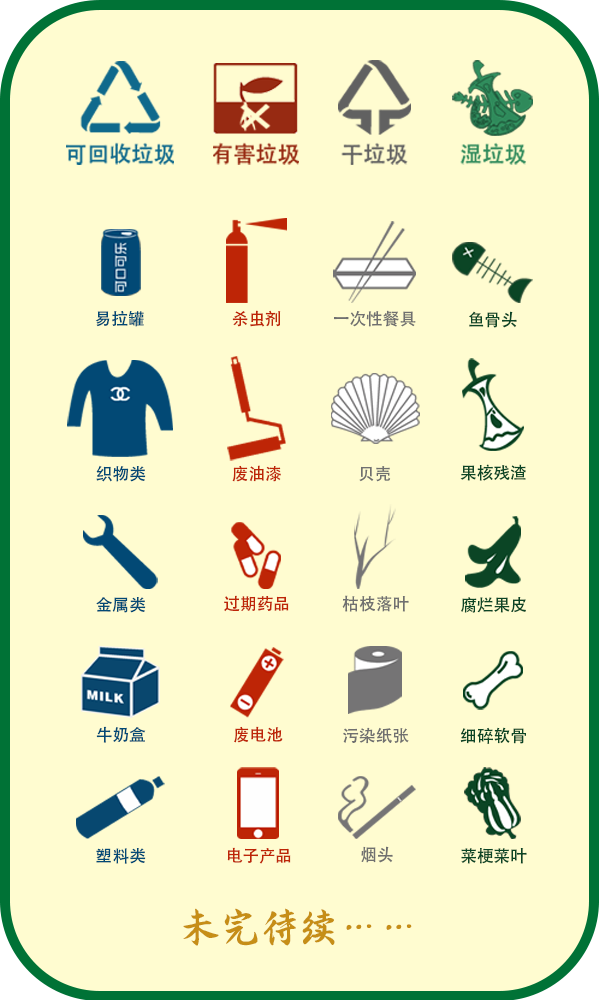 可回收垃圾 有害垃圾 干垃圾 湿垃圾
可口可乐
易拉罐 杀虫剂 一次性餐具 鱼骨头
织物类 废油漆 贝壳 果核残渣
金属类 过期药品 枯枝落叶 腐烂果皮
MILK
牛奶盒 废电池 污染纸张 细碎软骨
塑料类 电子产品 烟头 菜梗菜叶
未完待续… …